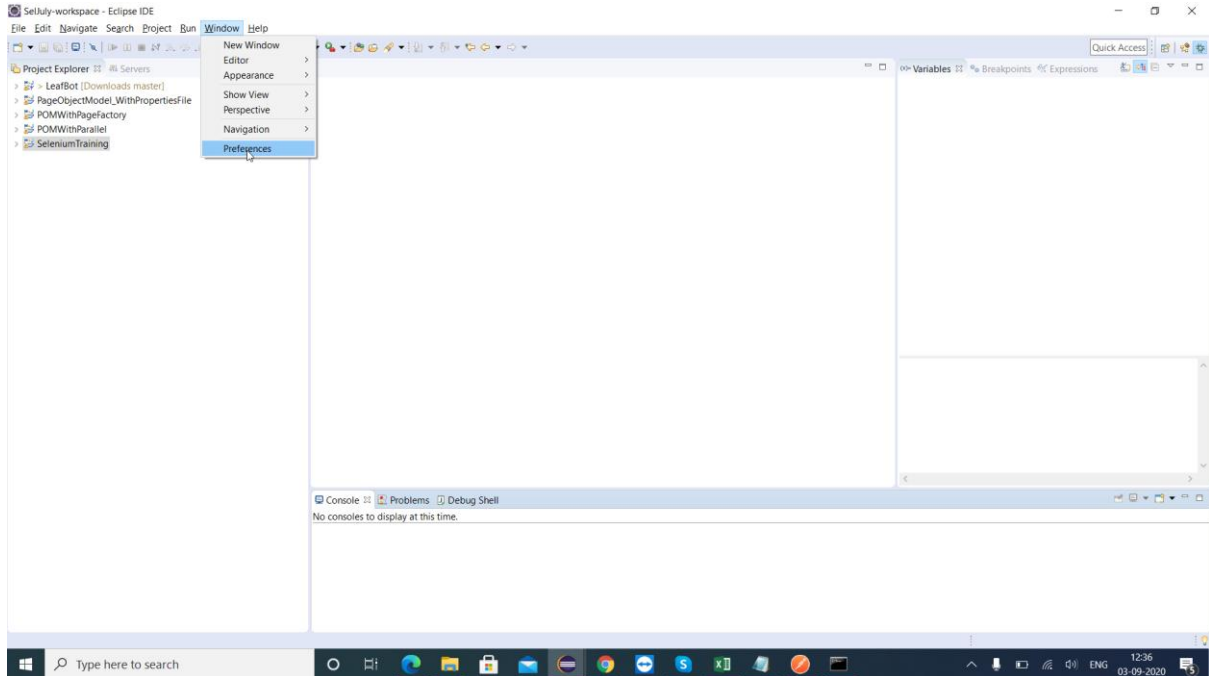 SelJuly-workspace - Eclipse IDE
File Edit Navigate Search Project Run Window Help
Quick Access
New Window
Editor
Appearance
Show View
Perspective
Navigation
Preferences
Project Explorer Servers
> LeafBot [Downloads master]
PageObjectModel_WithPropertiesFile
POMWithPageFactory
POMWithParallel
SeleniumTraining
Variables Breakpoints Expressions
Console Problems Debug Shell
No consoles to display at this time.
Type here to search
ENG
12:36
03-09-2020
5